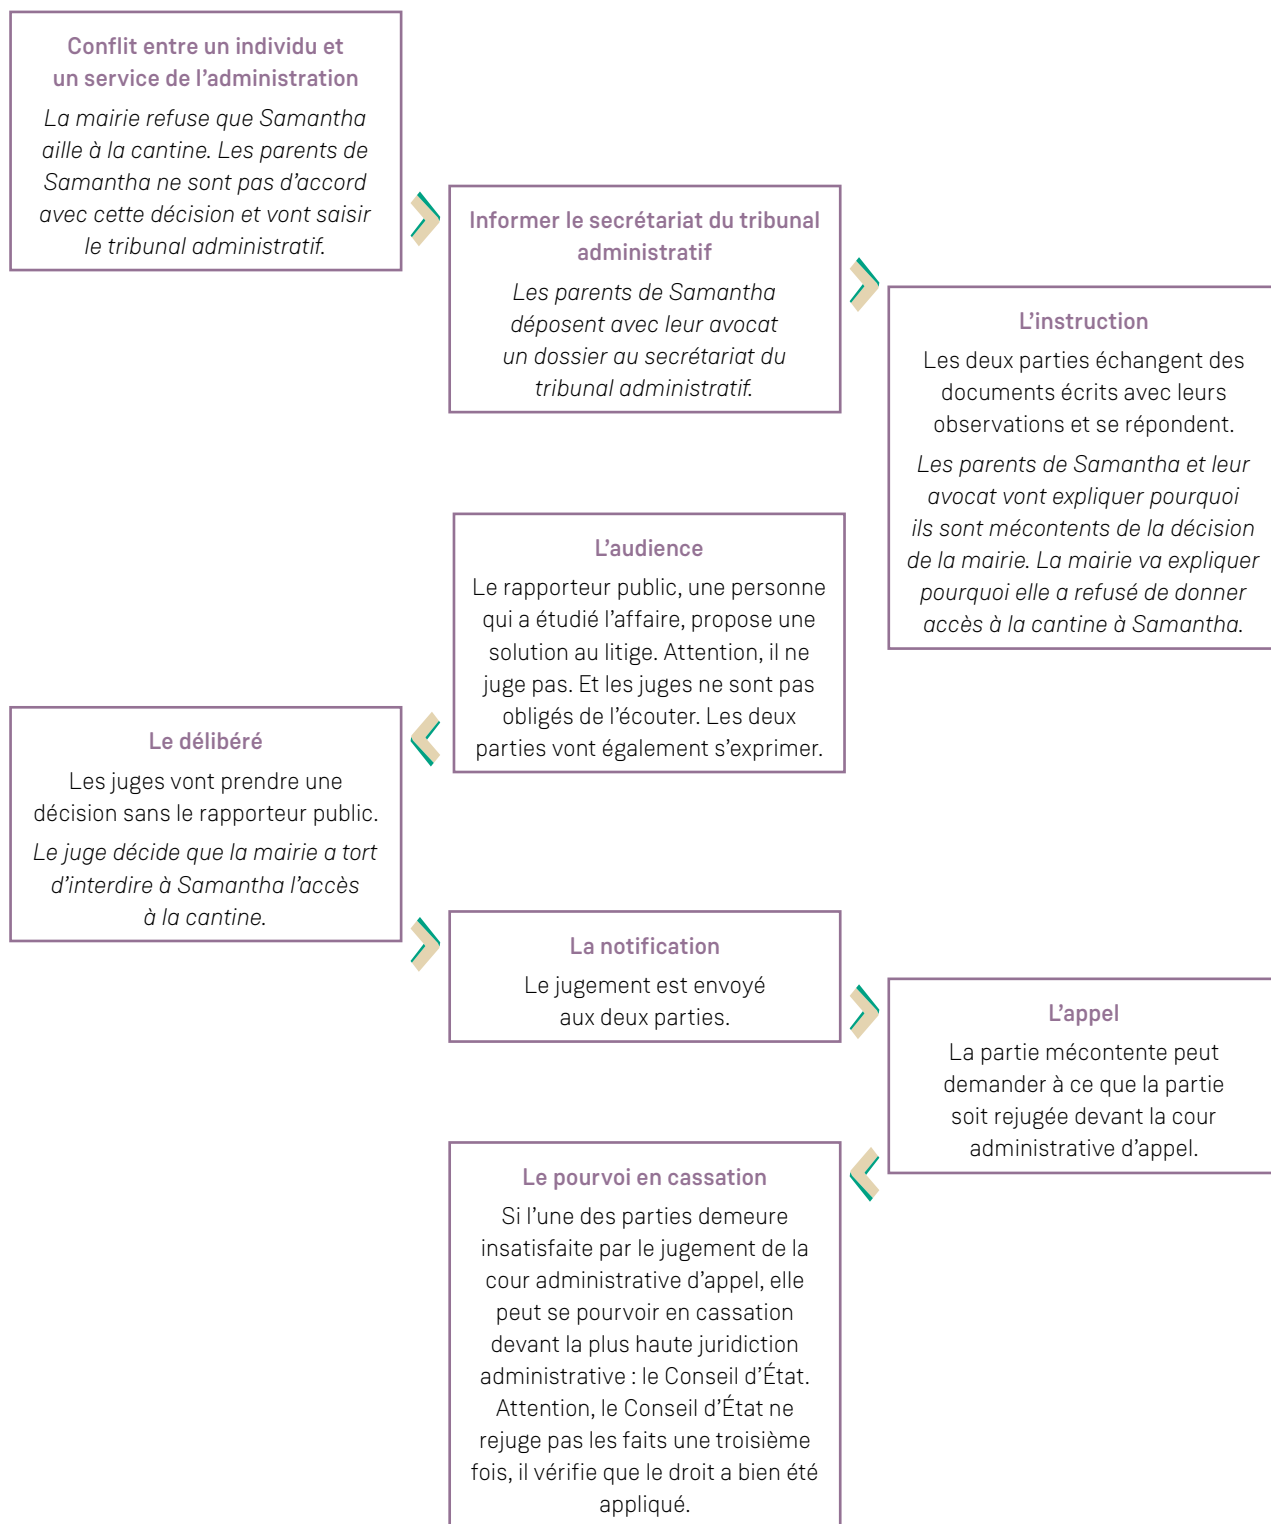 Conflit entre un individu et
un service de l’administration
La mairie refuse que Samantha
aille à la cantine. Les parents de
Samantha ne sont pas d’accord
avec cette décision et vont saisir
le tribunal administratif.
Informer le secrétariat du tribunal
administratif
Les parents de Samantha
déposent avec leur avocat
un dossier au secrétariat du
tribunal administratif.
L’instruction
Les deux parties échangent des
documents écrits avec leurs
observations et se répondent.
Les parents de Samantha et leur
avocat vont expliquer pourquoi
ils sont mécontents de la décision
de la mairie. La mairie va expliquer
pourquoi elle a refusé de donner
accès à la cantine à Samantha.
L’audience
Le rapporteur public, une personne
qui a étudié l’affaire, propose une
solution au litige. Attention, il ne
juge pas. Et les juges ne sont pas
obligés de l’écouter. Les deux
parties vont également s’exprimer.
Le délibéré
Les juges vont prendre une
décision sans le rapporteur public.
Le juge décide que la mairie a tort
d’interdire à Samantha l’accès
à la cantine.
La notification
Le jugement est envoyé
aux deux parties.
L’appel
La partie mécontente peut
demander à ce que la partie
soit rejugée devant la cour
administrative d’appel.
Le pourvoi en cassation
Si l’une des parties demeure
insatisfaite par le jugement de la
cour administrative d’appel, elle
peut se pourvoir en cassation
devant la plus haute juridiction
administrative : le Conseil d’État.
Attention, le Conseil d’État ne
rejuge pas les faits une troisième
fois, il vérifie que le droit a bien été
appliqué.